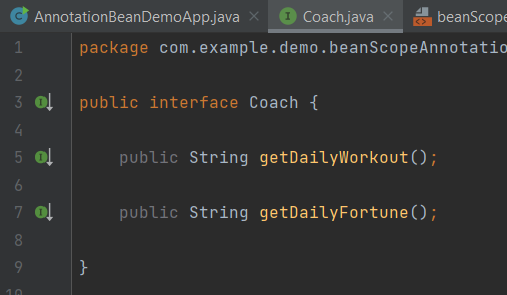 AnnotationBeanDemoApp.java × Coach.java × beanScope
1 package com.example.demo.beanScopeAnnotation
2
3 public interface Coach {
4
5 public String getDailyWorkout();
6
7 public String getDailyFortune();
8
9 }